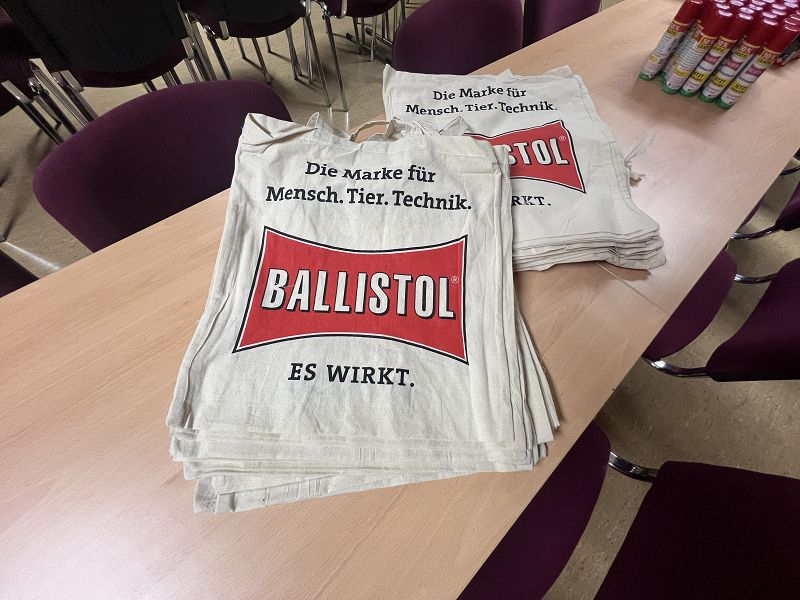 Die Marke für
Mensch. Tier. Technik.
BALLISTOL®
ES WIRKT.
Die Marke für
Mensch. Tier. Technik.
STOL®
WIRKT.